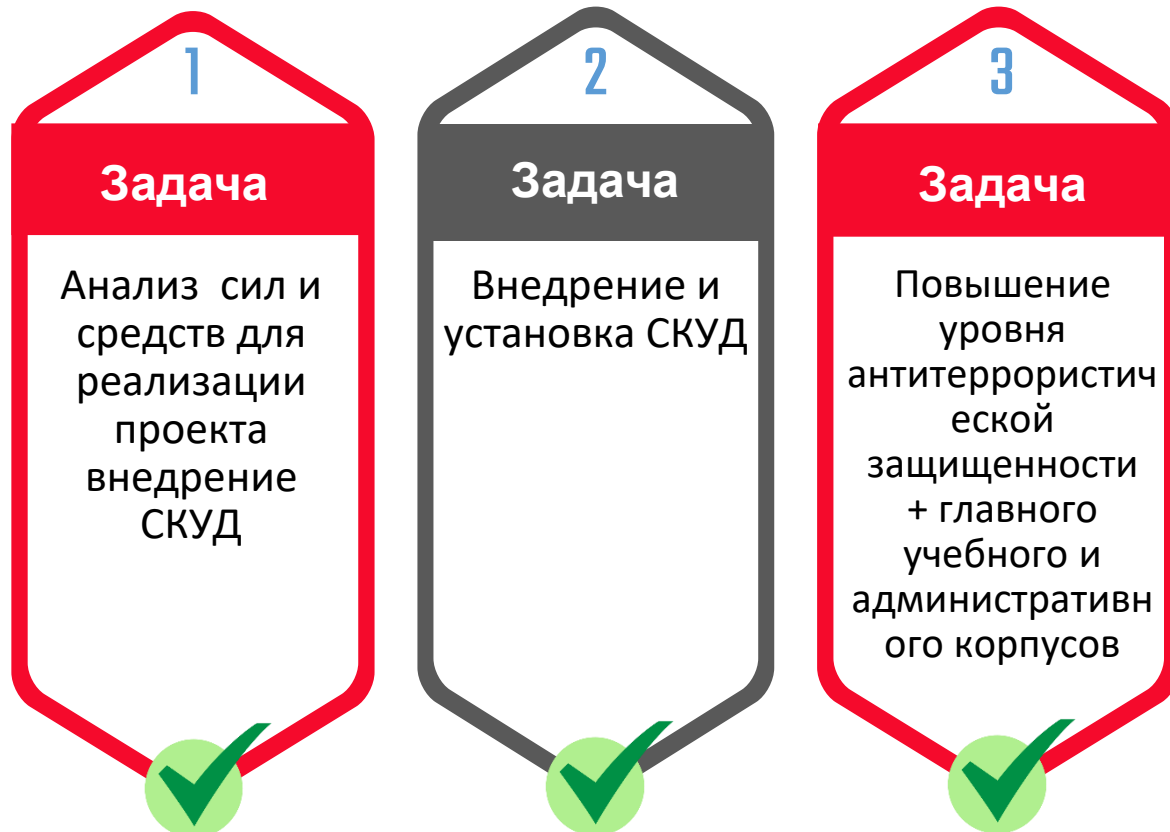 1
Задача
Анализ  сил и
средств для
реализации
проекта
внедрение
СКУД
2
Задача
Внедрение и
установка СКУД
3
Задача
Повышение
уровня
антитеррористич
еской
защищенности
+ главного
учебного и
административн
ого корпусов